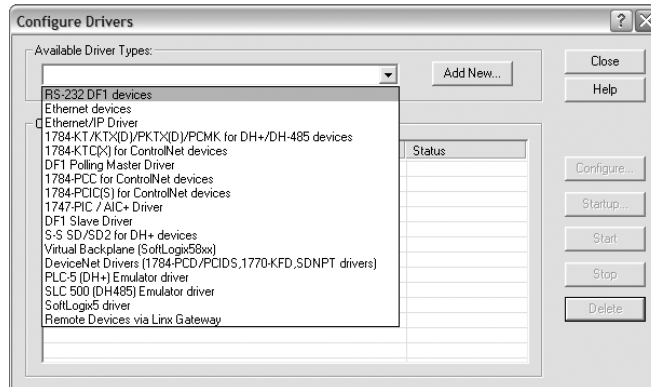 Configure Drivers
Available Driver Types:
Add New...
Close
Help
RS-232 DF1 devices
Ethernet devices
Ethernet/IP Driver
1784-KT/KTX(D)/PKTX(D)/PCMK for DH+/DH-485 devices
1784-KTC(X) for ControlNet devices
DF1 Polling Master Driver
1784-PCC for ControlNet devices
1784-PCIC(S) for ControlNet devices
1747-PIC / AIC+ Driver
DF1 Slave Driver
S-S SD/SD2 for DH+ devices
Virtual Backplane (SoftLogix58xx)
DeviceNet Drivers (1784-PCD/PCIDS,1770-KFD,SDNPT drivers)
PLC-5 (DH+) Emulator driver
SLC 500 (DH485) Emulator driver
SoftLogix5 driver
Remote Devices via Linx Gateway
Status
Configure...
Startup...
Start
Stop
Delete